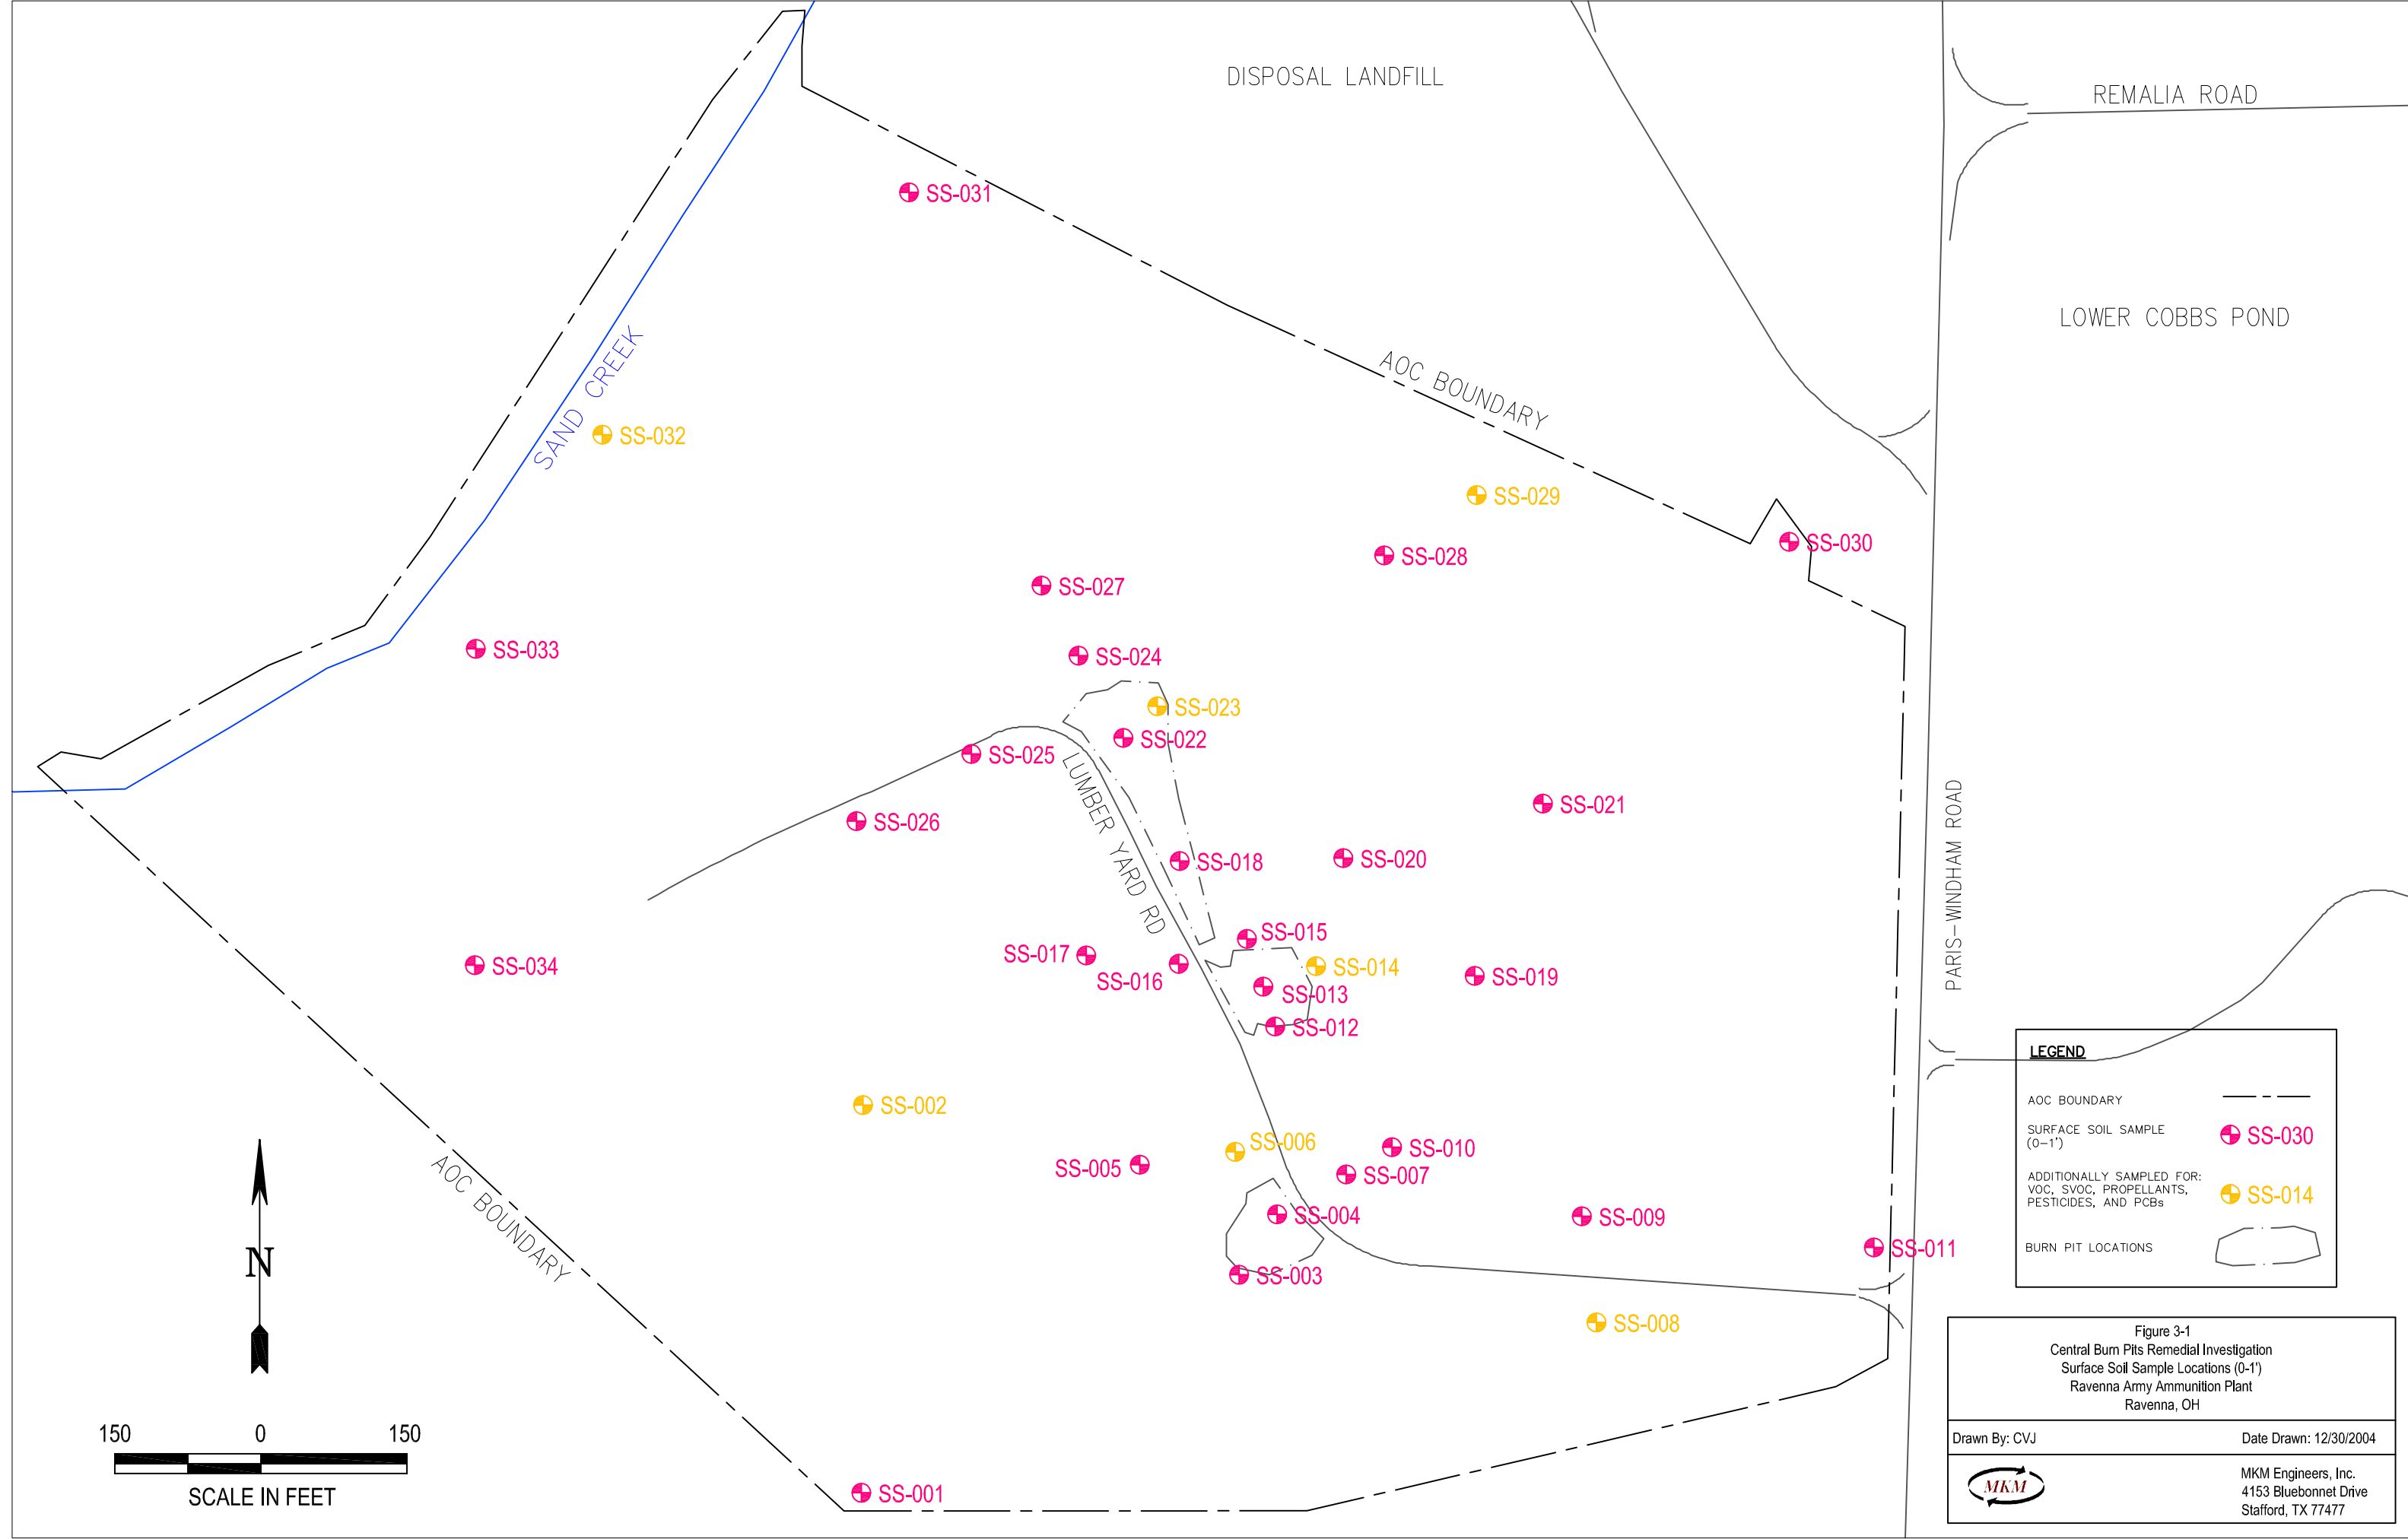 DISPOSAL LANDFILL
REMALIA ROAD
SS-031
LOWER COBBS POND
SAND CREEK
AOC BOUNDARY
SS-032
SS-029
SS-030
SS-028
SS-027
SS-033
SS-024
SS-023
SS-022
SS-025
LUMBER YARD RD
SS-021
SS-026
PARIS-WINDHAM ROAD
SS-018
SS-020
SS-015
SS-017
SS-014
SS-034
SS-016
SS-019
SS-013
SS-012
SS-002
SS-006
SS-010
SS-005
SS-007
AOC BOUNDARY
SS-004
SS-009
SS-011
SS-003
SS-008
SS-001
N
150 0 150
SCALE IN FEET
LEGEND
AOC BOUNDARY
SURFACE SOIL SAMPLE
(0-1')
SS-030
ADDITIONALLY SAMPLED FOR:
VOC, SVOC, PROPELLANTS,
PESTICIDES, AND PCBs
SS-014
BURN PIT LOCATIONS
Figure 3-1
Central Burn Pits Remedial Investigation
Surface Soil Sample Locations (0-1')
Ravenna Army Ammunition Plant
Ravenna, OH
Drawn By: CVJ
Date Drawn: 12/30/2004
MKM
MKM Engineers, Inc.
4153 Bluebonnet Drive
Stafford, TX 77477